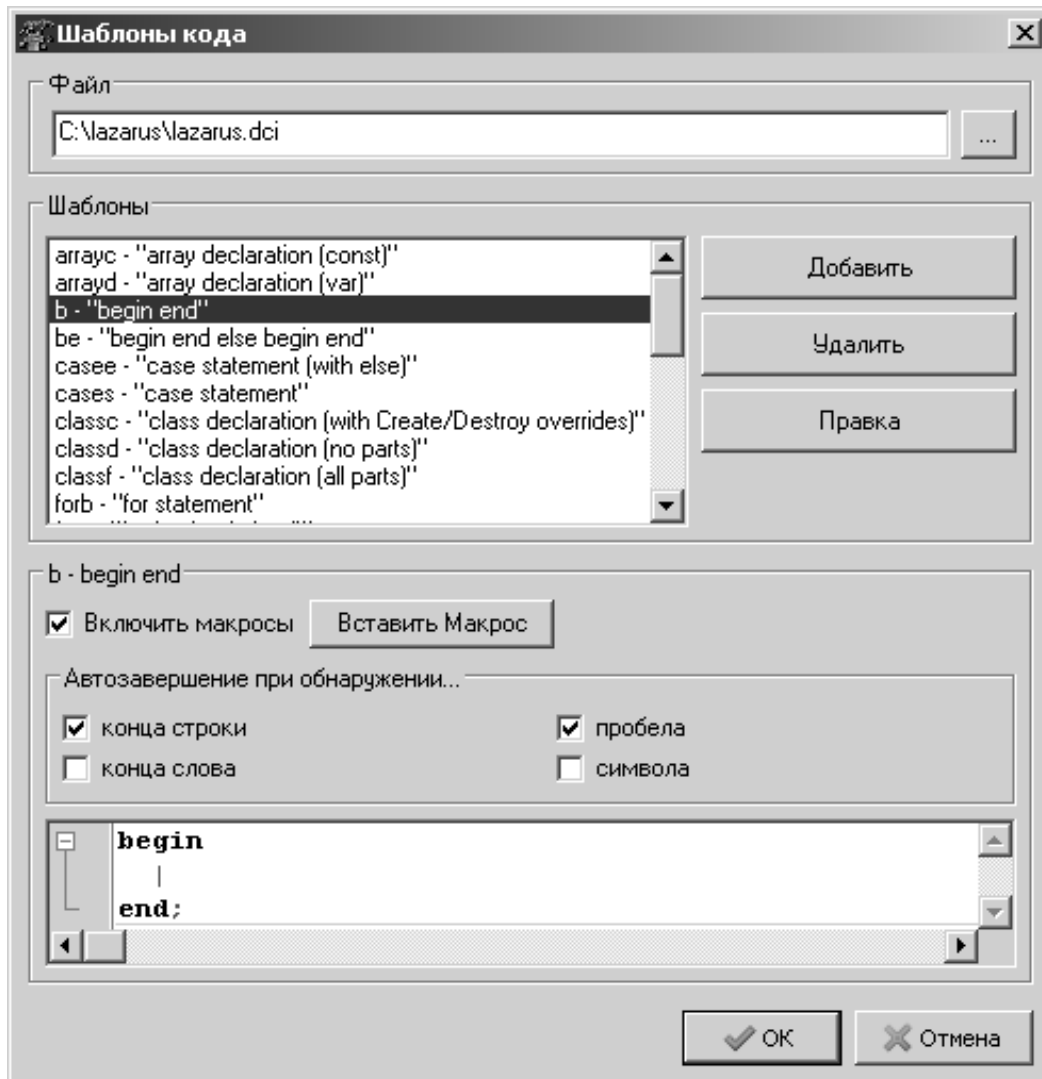 Шаблоны кода
Файл
C:\lazarus\lazarus.dci
...
Шаблоны
arrayc - "array declaration (const)"
arrayd - "array declaration (var)"
b - "begin end"
be - "begin end else begin end"
casee - "case statement (with else)"
cases - "case statement"
classc - "class declaration (with Create/Destroy overrides)"
classd - "class declaration (no parts)"
classf - "class declaration (all parts)"
forb - "for statement"
Добавить
Удалить
Правка
b - begin end
Включить макросы
Вставить Макрос
Автозавершение при обнаружении...
конца строки
пробела
конца слова
символа
begin
|
end;
OK
Отмена